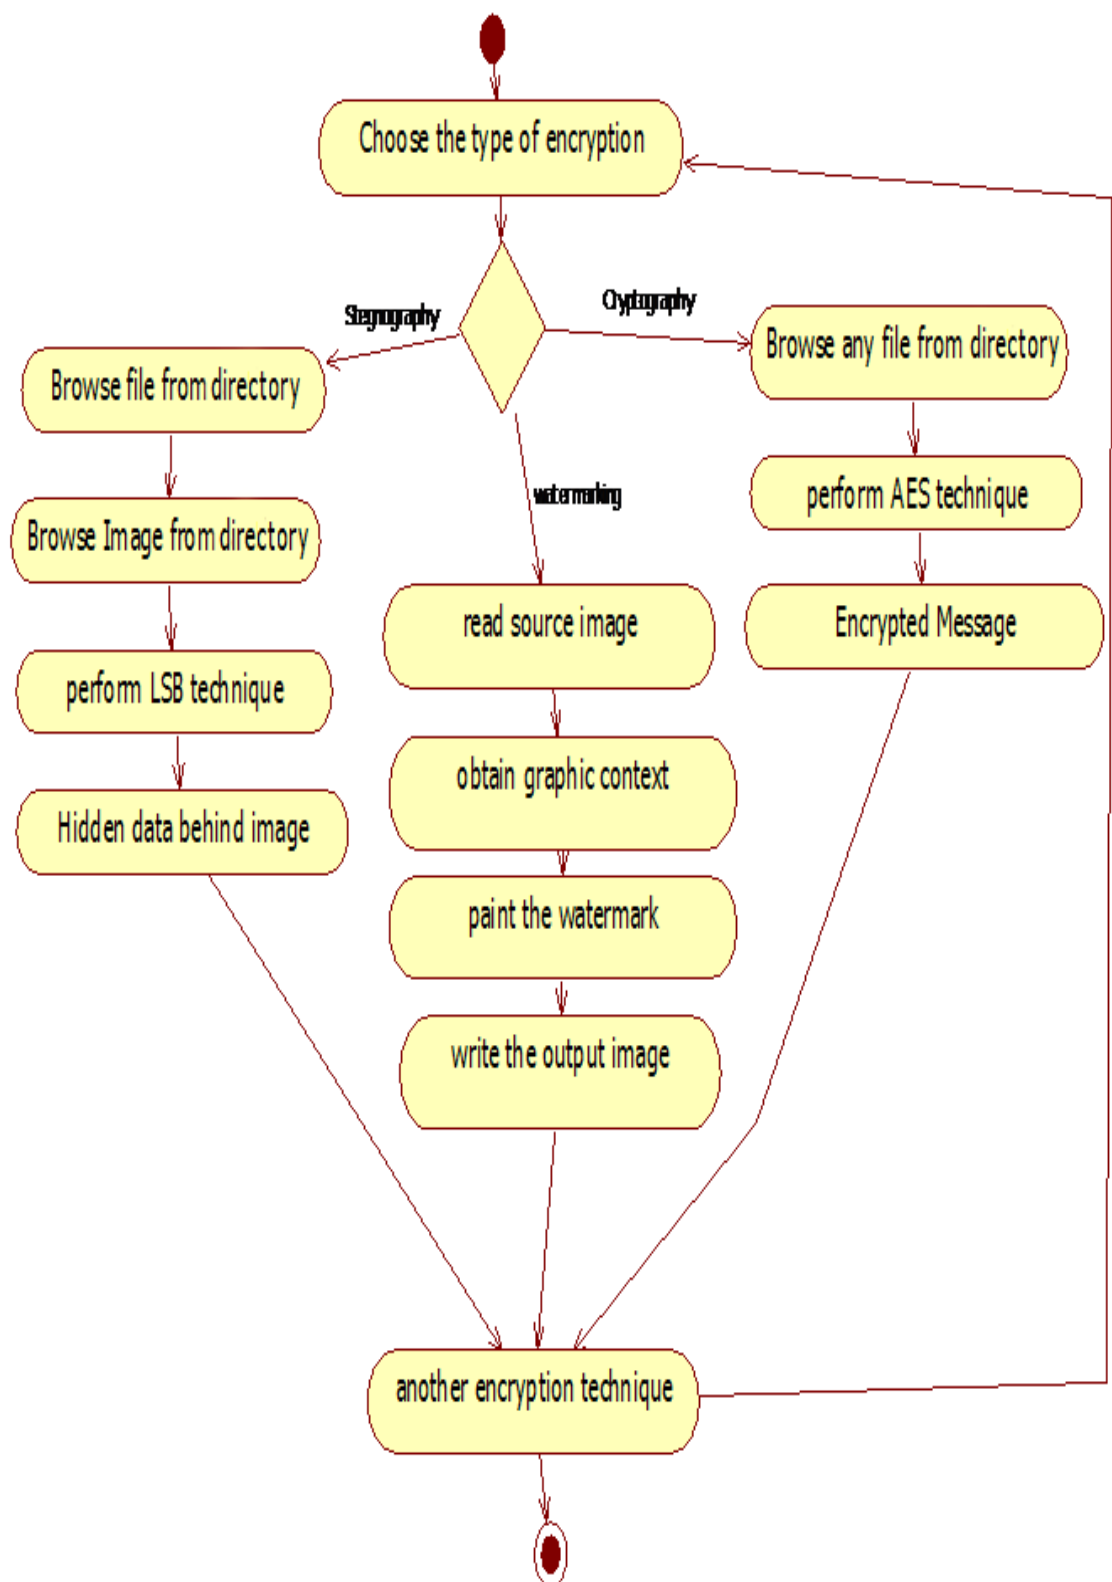 Choose the type of encryption
Stegnography
Cryptography
Browse any file from directory
Browse file from directory
perform AES technique
watermarking
Browse Image from directory
Encrypted Message
read source image
perform LSB technique
obtain graphic context
Hidden data behind image
paint the watermark
write the output image
another encryption technique